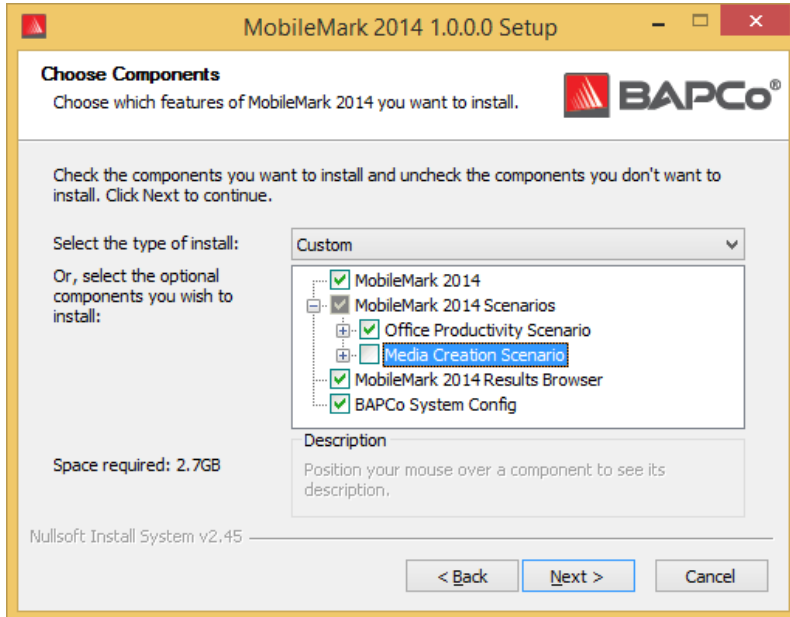 MobileMark 2014 1.0.0.0 Setup
Choose Components
Choose which features of MobileMark 2014 you want to install.
BAPCo®
Check the components you want to install and uncheck the components you don't want to
install. Click Next to continue.
Select the type of install:
Custom
Or, select the optional
components you wish to
install:
MobileMark 2014
MobileMark 2014 Scenarios
Office Productivity Scenario
Media Creation Scenario
MobileMark 2014 Results Browser
BAPCo System Config
Space required: 2.7GB
Description
Position your mouse over a component to see its
description.
Nullsoft Install System v2.45
< Back
Next >
Cancel